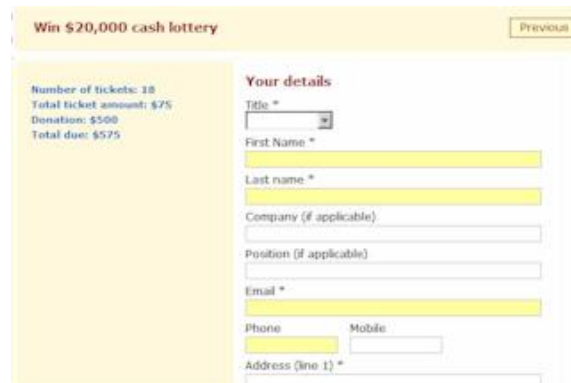 Win $20,000 cash lottery
Previous
Number of tickets: 18
Total ticket amount: $75
Donation: $500
Total due: $575
Your details
Title *
First Name *
Last name *
Company (if applicable)
Position (if applicable)
Email *
Phone Mobile
Address (line 1) *